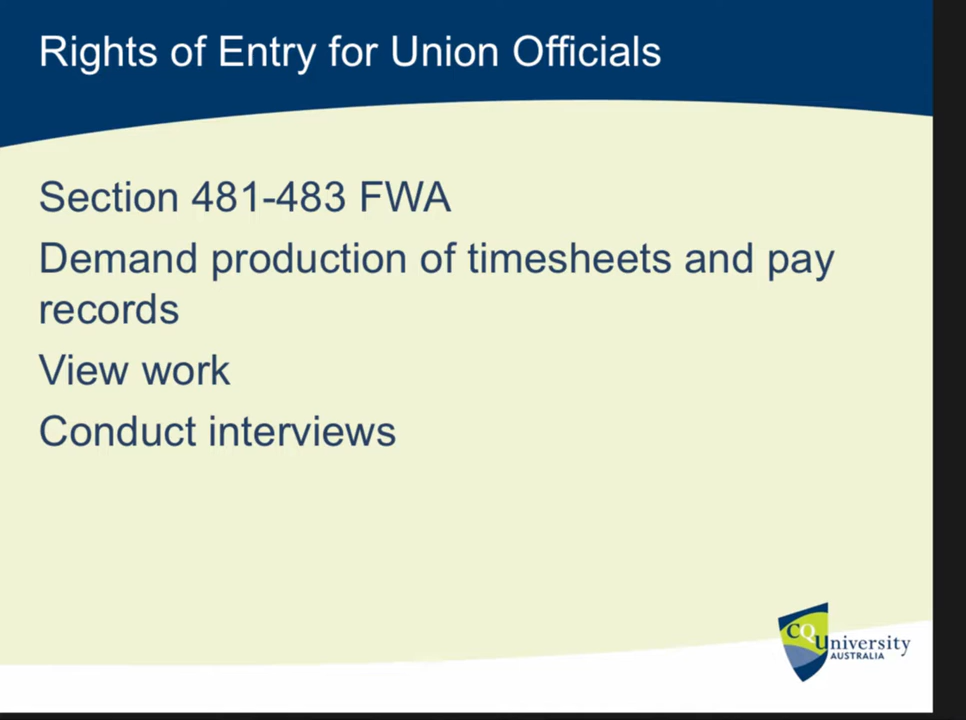 Rights of Entry for Union Officials
Section 481-483 FWA
Demand production of timesheets and pay
records
View work
Conduct interviews
CQUniversity
AUSTRALIA